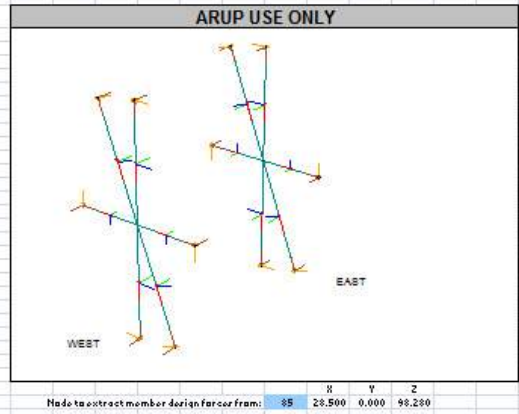 ARUP USE ONLY
EAST
WEST
X Y Z
Node to extract member design forces from: 85 28.500 0.000 98.280